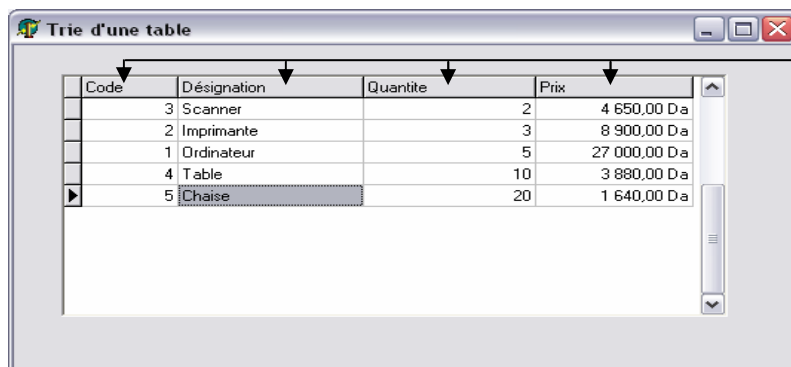 Trie d'une table
Code Désignation Quantite Prix
3 Scanner 2 4 650,00 Da
2 Imprimante 3 8 900,00 Da
1 Ordinateur 5 27 000,00 Da
4 Table 10 3 880,00 Da
5 Chaise 20 1 640,00 Da